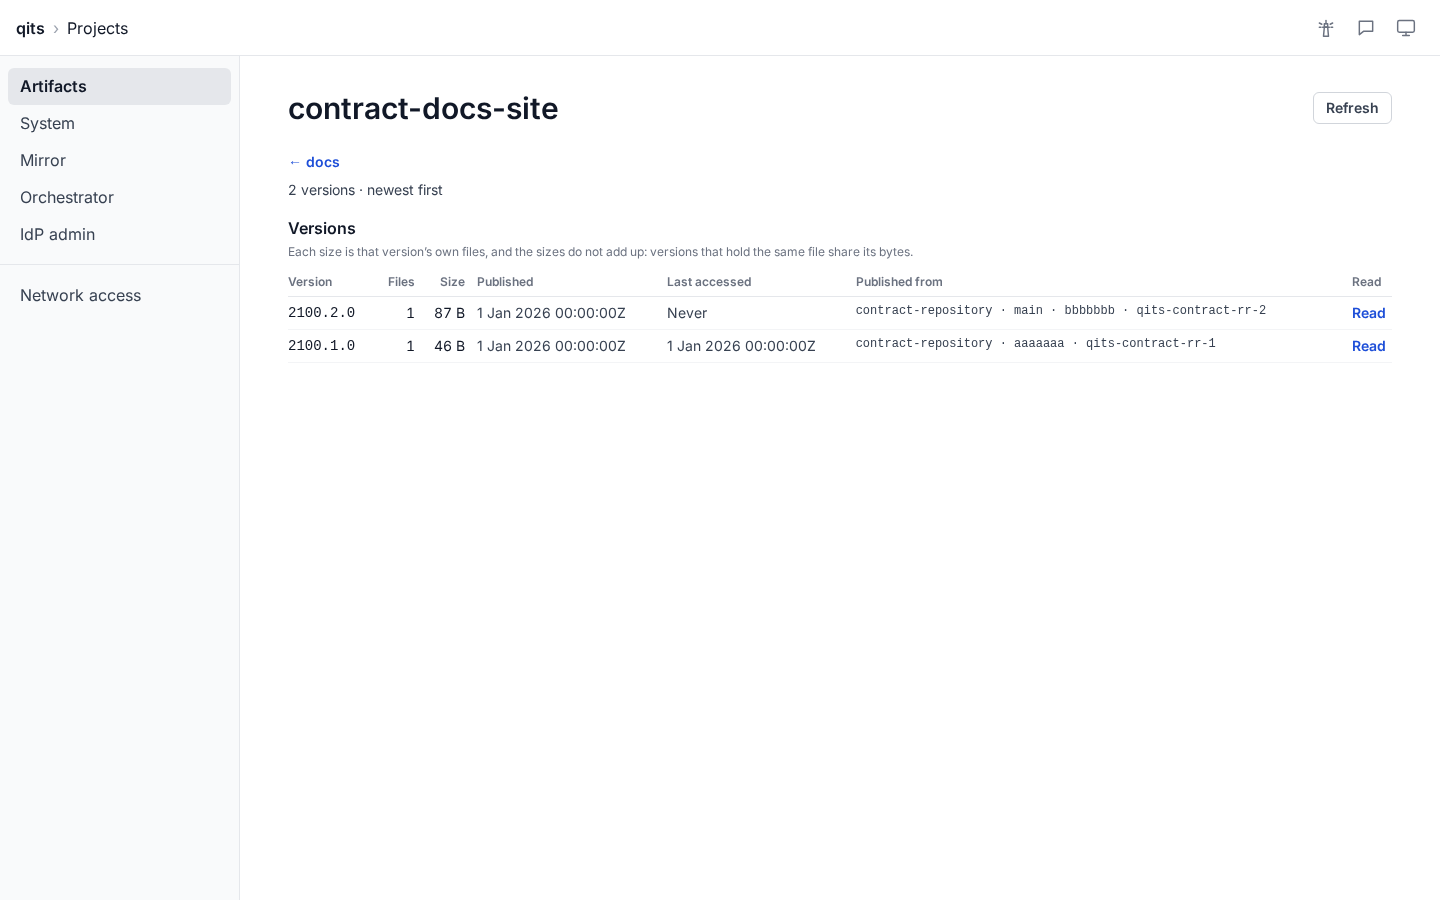 qits › Projects
Artifacts
System
Mirror
Orchestrator
IdP admin
Network access
contract-docs-site
Refresh
← docs
2 versions · newest first
Versions
Each size is that version’s own files, and the sizes do not add up: versions that hold the same file share its bytes.
Version Files Size Published Last accessed Published from Read
2100.2.0 1 87 B 1 Jan 2026 00:00:00Z Never contract-repository · main · bbbbbbb · qits-contract-rr-2 Read
2100.1.0 1 46 B 1 Jan 2026 00:00:00Z 1 Jan 2026 00:00:00Z contract-repository · aaaaaaa · qits-contract-rr-1 Read